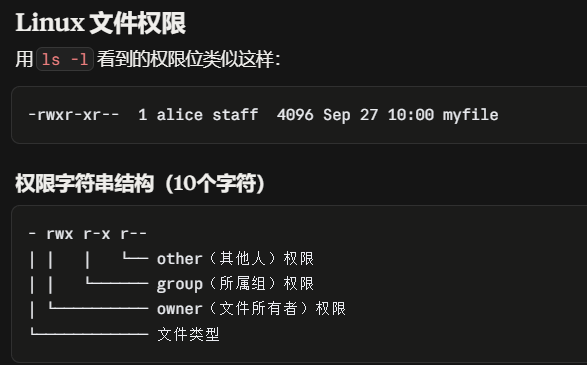 Linux 文件权限
用 ls -l 看到的权限位类似这样：
-rwxr-xr--  1 alice staff  4096 Sep 27 10:00 myfile
权限字符串结构（10个字符）
- rwx r-x r--
│ │   │   └── other（其他人）权限
│ │   └────── group（所属组）权限
│ └────────── owner（文件所有者）权限
└──────────── 文件类型